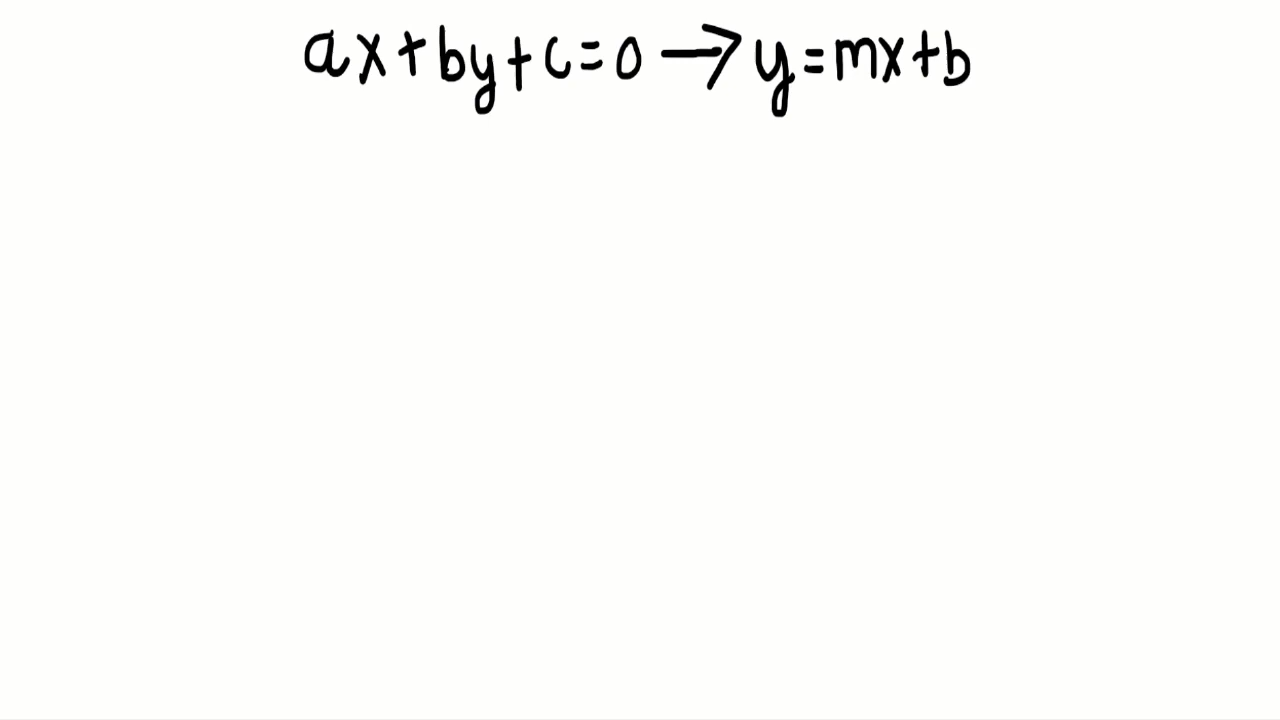 ax+by+c=0 → y=mx+b